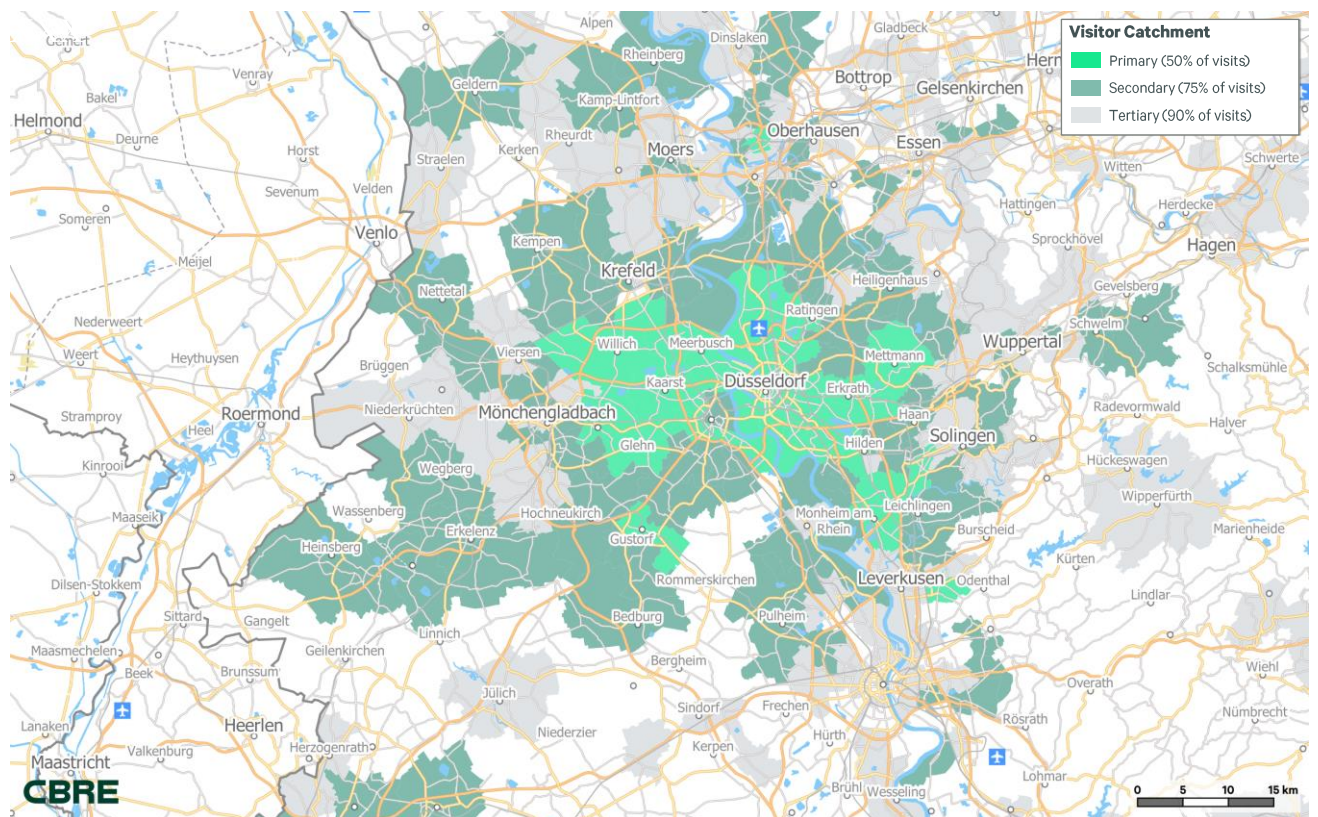 Visitor Catchment
Primary (50% of visits)
Secondary (75% of visits)
Tertiary (90% of visits)
Alpen
Gladbeck
Dinslaken
Rheinberg
Venray
Geldern
Bottrop
Gelsenkirchen
Bakel
Kamp-Lintfort
Helmond
Deurne
Rheurdt
Oberhausen
Essen
Horst
Straelen
Kerken
Moers
Schwerte
Witten
Sevenum
Velden
Hattingen
Herdecke
Someren
Venlo
Kempen
Sprockhövel
Hagen
Meijel
Krefeld
Heiligenhaus
Gevelsberg
Nettetal
Nederweert
Ratingen
Schwelm
Weert
Heythuysen
Viersen
Willich
Meerbusch
Mettmann
Wuppertal
Brüggen
Kaarst
Düsseldorf
Erkrath
Schalksmühle
Stramproy
Roermond
Niederkrüchten
Mönchengladbach
Haan
Radevormwald
Heel
Glehn
Hilden
Solingen
Halver
Kinrooi
Wegberg
Hückeswagen
Wipperfürth
Maaseik
Wassenberg
Hochneukirch
Monheim am
Rhein
Leichlingen
Erkelenz
Burscheid
Marienheide
Heinsberg
Gustorf
Kürten
Dilsen-Stokkem
Rommerskirchen
Leverkusen
Odenthal
Lindlar
Sittard
Gangelt
Bedburg
Pulheim
Linnich
Maasmechelen
Geilenkirchen
Bergheim
Wiehl
Beek
Brunssum
Jülich
Overath
Sindorf
Frechen
Rösrath
Nümbrecht
Lanaken
Heerlen
Niederzier
Hürth
Valkenburg
Herzogenrath
Kerpen
Maastricht
Lohmar
Brühl
Wesseling
CBRE
0 5 10 15 km